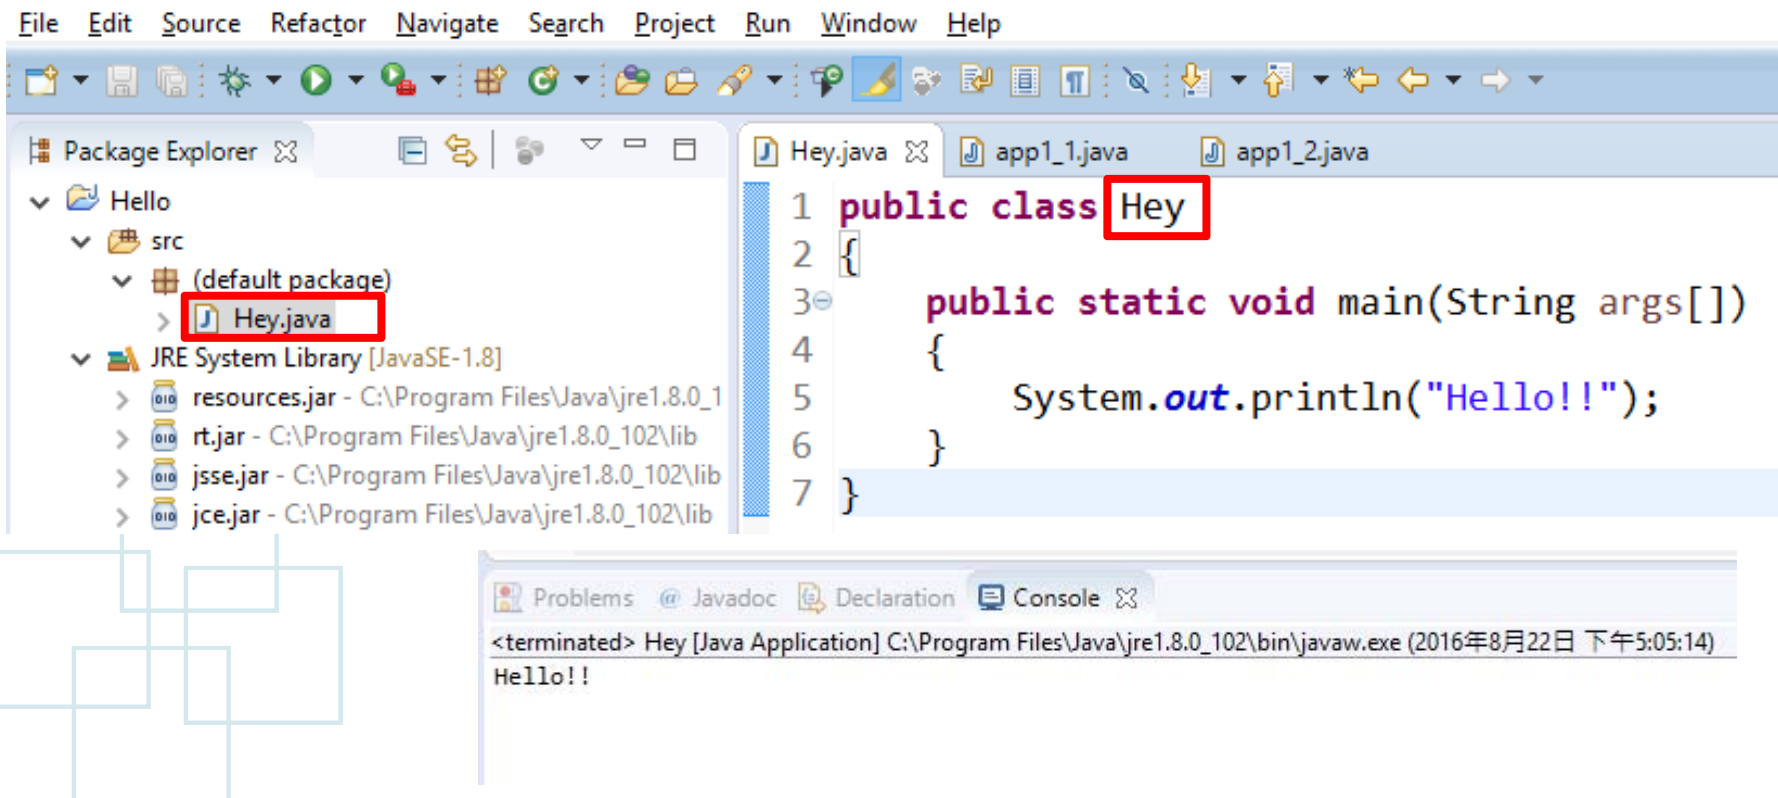 File Edit Source Refactor Navigate Search Project Run Window Help
Package Explorer
Hello
src
(default package)
Hey.java
JRE System Library [JavaSE-1.8]
resources.jar - C:\Program Files\Java\jre1.8.0_1
rt.jar - C:\Program Files\Java\jre1.8.0_102\lib
jsse.jar - C:\Program Files\Java\jre1.8.0_102\lib
jce.jar - C:\Program Files\Java\jre1.8.0_102\lib
Hey.java app1_1.java app1_2.java
1 public class Hey
2 {
3 public static void main(String args[])
4 {
5 System.out.println("Hello!!");
6 }
7 }
Problems @ Javadoc Declaration Console
<terminated> Hey [Java Application] C:\Program Files\Java\jre1.8.0_102\bin\javaw.exe (2016年8月22日 下午5:05:14)
Hello!!